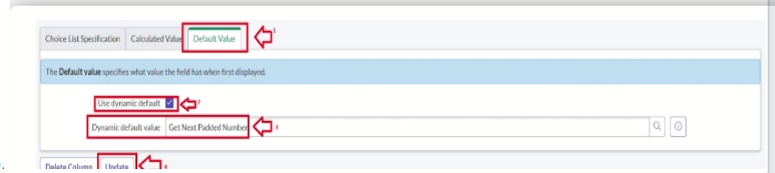 Choice List Specification Calculated Value Default Value 1
The Default value specifies what value the field has when first displayed.
Use dynamic default 2
Dynamic default value Get Next Padded Number 3
Delete Column Update 4